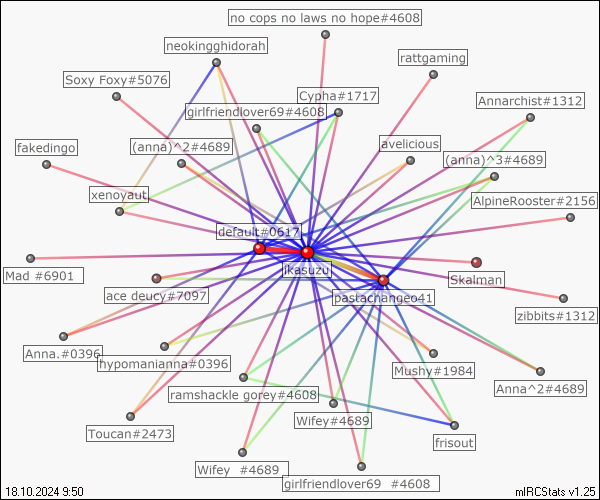 no cops no laws no hope#4608
neokingghidorah
rattgaming
Soxy Foxy#5076
Cypha#1717
Annarchist#1312
girlfriendlover69#4608
fakedingo
(anna)^2#4689
avelicious
(anna)^3#4689
xenoyaut
AlpineRooster#2156
default#0617
ikasuzu
Mad #6901
Skalman
ace deucy#7097
pastachangeo41
zibbits#1312
Anna.#0396
hypomanianna#0396
Mushy#1984
ramshackle gorey#4608
Anna^2#4689
Toucan#2473
Wifey#4689
frisout
Wifey  #4689
girlfriendlover69  #4608
18.10.2024 9:50
mIRCStats v1.25